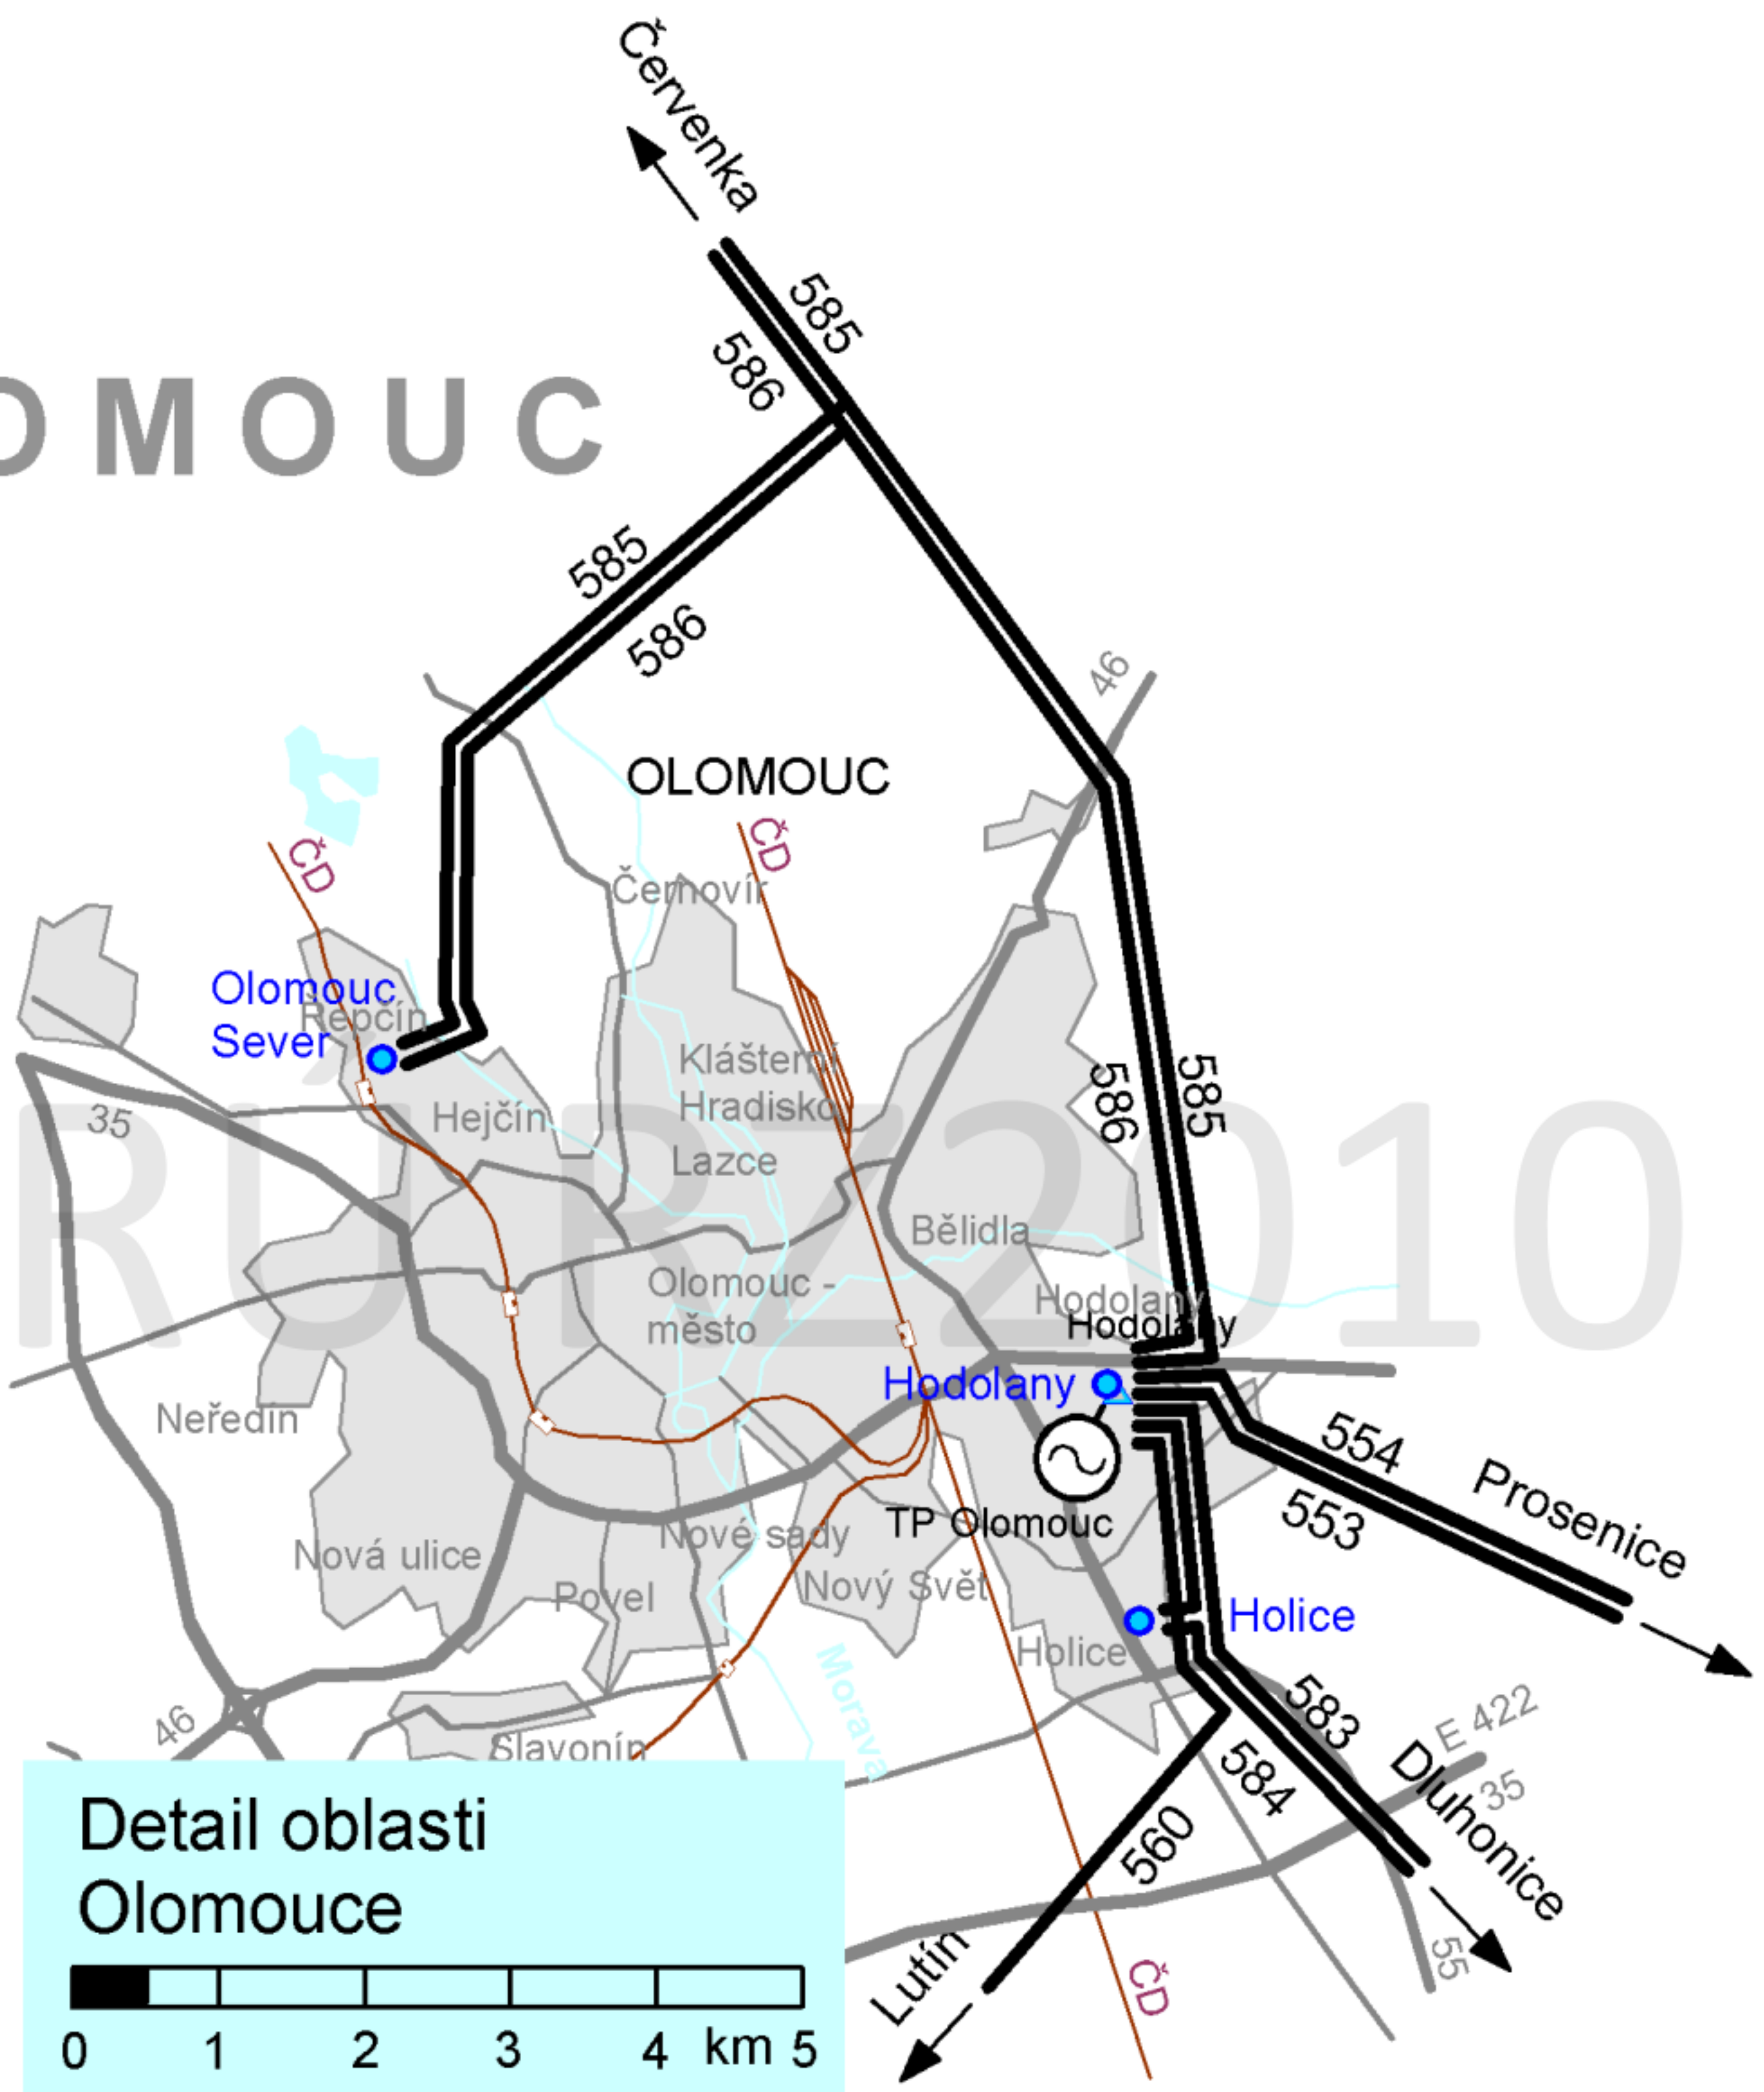 Červenka
585
586
OMOUC
585
586
46
OLOMOUC
ČD
ČD
Černovír
Olomouc
Sever
Řepčín
Klášterní
Hradisko
586
585
35
Hejčín
Lazce
RÚ RZ2010
Bělidla
Olomouc -
město
Hodolany
Hodolany
Hodolany
Neředín
554
Prosenice
553
TP Olomouc
Nové sady
Nová ulice
Nový Svět
Povel
Holice
Holice
Morava
583
E 422
46
Slavonín
584
Dluhonice
35
560
Detail oblasti
Olomouce
Lutín
55
ČD
0 1 2 3 4 km 5